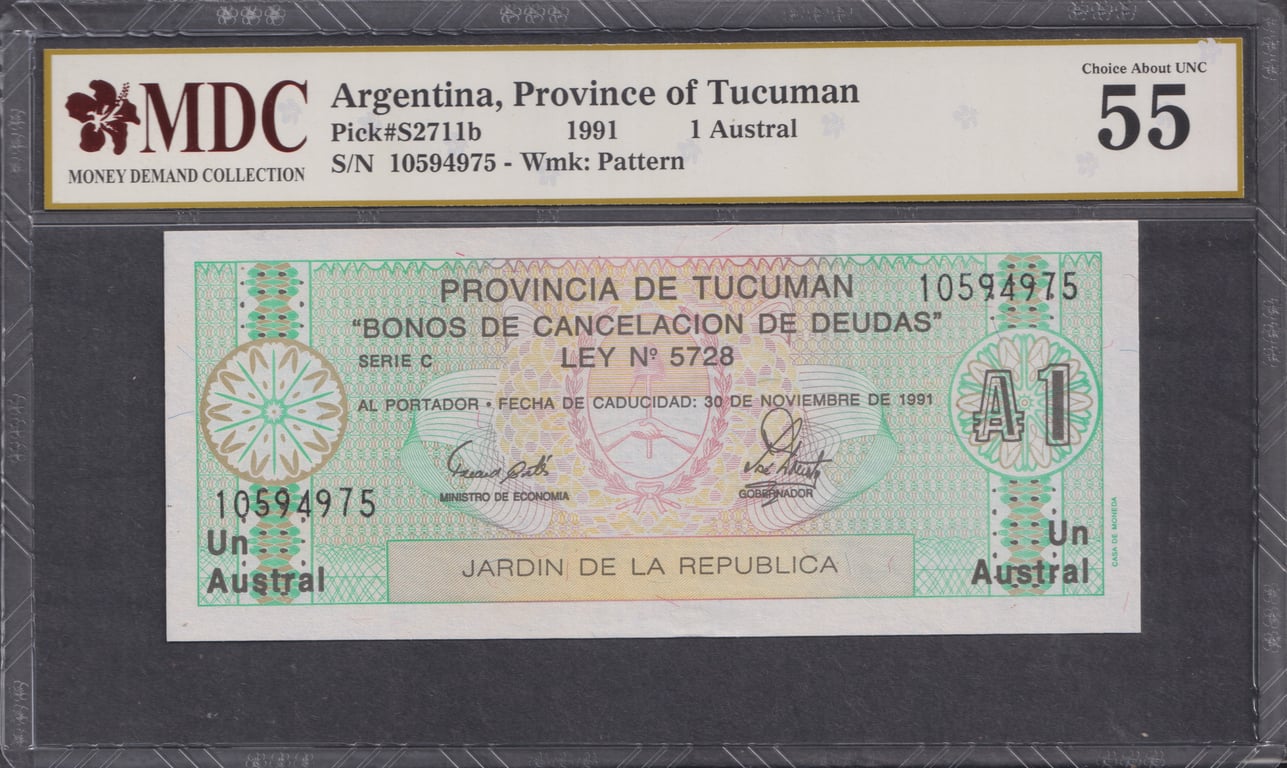 MDC
MONEY DEMAND COLLECTION
Argentina, Province of Tucuman
Pick#S2711b 1991 1 Austral
S/N 10594975 - Wmk: Pattern
Choice About UNC
55
PROVINCIA DE TUCUMAN
10594975
"BONOS DE CANCELACION DE DEUDAS"
SERIE C
LEY Nº 5728
AL PORTADOR • FECHA DE CADUCIDAD: 30 DE NOVIEMBRE DE 1991
₳ 1
MINISTRO DE ECONOMIA
GOBERNADOR
10594975
Un
Austral
JARDIN DE LA REPUBLICA
Un
Austral
CASA DE MONEDA